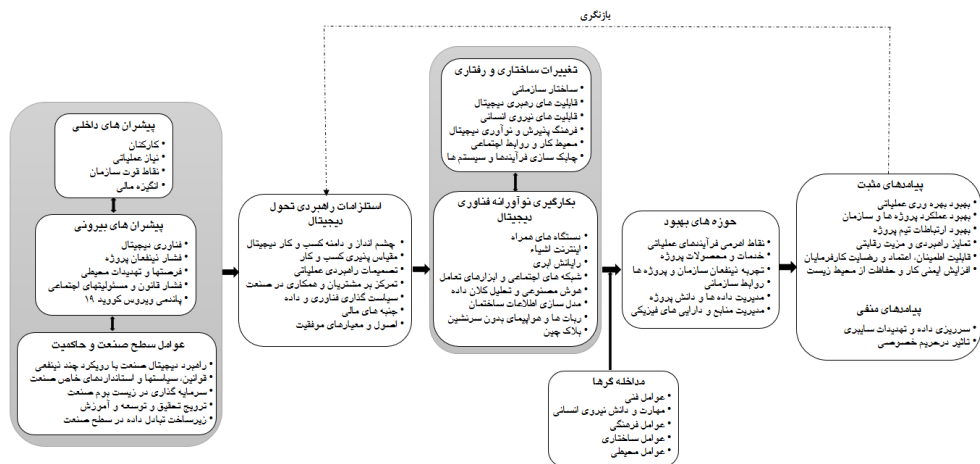 بازنگری
پیشران های داخلی
• کارکنان
• نیاز عملیاتی
• نقاط قوت سازمان
• انگیزه مالی
پیشران های بیرونی
• فناوری دیجیتال
• فشار ذینفعان پروژه
• فرصتها و تهدیدات محیطی
• فشار قانون و مسئولیتهای اجتماعی
• پاندمی ویروس کووید ۱۹
عوامل سطح صنعت و حاکمیت
• راهبرد دیجیتال صنعت با رویکرد چند ذینفعی
• قوانین، سیاستها و استانداردهای خاص صنعت
• سرمایه گذاری در زیست بوم صنعت
• ترویج تحقیق و توسعه و آموزش
• زیرساخت تبادل داده در سطح صنعت
استلزامات راهبردی تحول
دیجیتال
• چشم انداز و دامنه کسب و کار دیجیتال
• مقیاس پذیری کسب و کار
• تصمیمات راهبردی عملیاتی
• تمرکز بر مشتریان و همکاری در صنعت
• سیاست گذاری فناوری و داده
• جنبه های مالی
• اصول و معیارهای موفقیت
تغییرات ساختاری و رفتاری
• ساختار سازمانی
• قابلیت های رهبری دیجیتال
• قابلیت های نیروی انسانی
• فرهنگ پذیرش و نوآوری دیجیتال
• محیط کار و روابط اجتماعی
• چابک سازی فرآیندها و سیستم ها
بکارگیری نوآورانه فناوری
دیجیتال
• دستگاه های همراه
• اینترنت اشیاء
• رایانش ابری
• شبکه های اجتماعی و ابزارهای تعامل
• هوش مصنوعی و تحلیل کلان داده
• مدل سازی اطلاعات ساختمان
• ربات ها و هواپیمای بدون سرنشین
• بلاک چین
حوزه های بهبود
• نقاط اهرمی فرآیندهای عملیاتی
• خدمات و محصولات پروژه
• تجربه ذینفعان سازمان و پروژه ها
• روابط سازمانی
• مدیریت داده ها و دانش پروژه
• مدیریت منابع و دارایی های فیزیکی
مداخله گرها
• عوامل فنی
• مهارت و دانش نیروی انسانی
• عوامل فرهنگی
• عوامل ساختاری
• عوامل محیطی
پیامدهای مثبت
• بهبود بهره وری عملیاتی
• بهبود عملکرد پروژه ها و سازمان
• بهبود ارتباطات تیم پروژه
• تمایز راهبردی و مزیت رقابتی
• قابلیت اطمینان، اعتماد و رضایت کارفرمایان
• افزایش ایمنی کار و حفاظت از محیط زیست
پیامدهای منفی
• سرریزی داده و تهدیدات سایبری
• تاثیر درحریم خصوصی